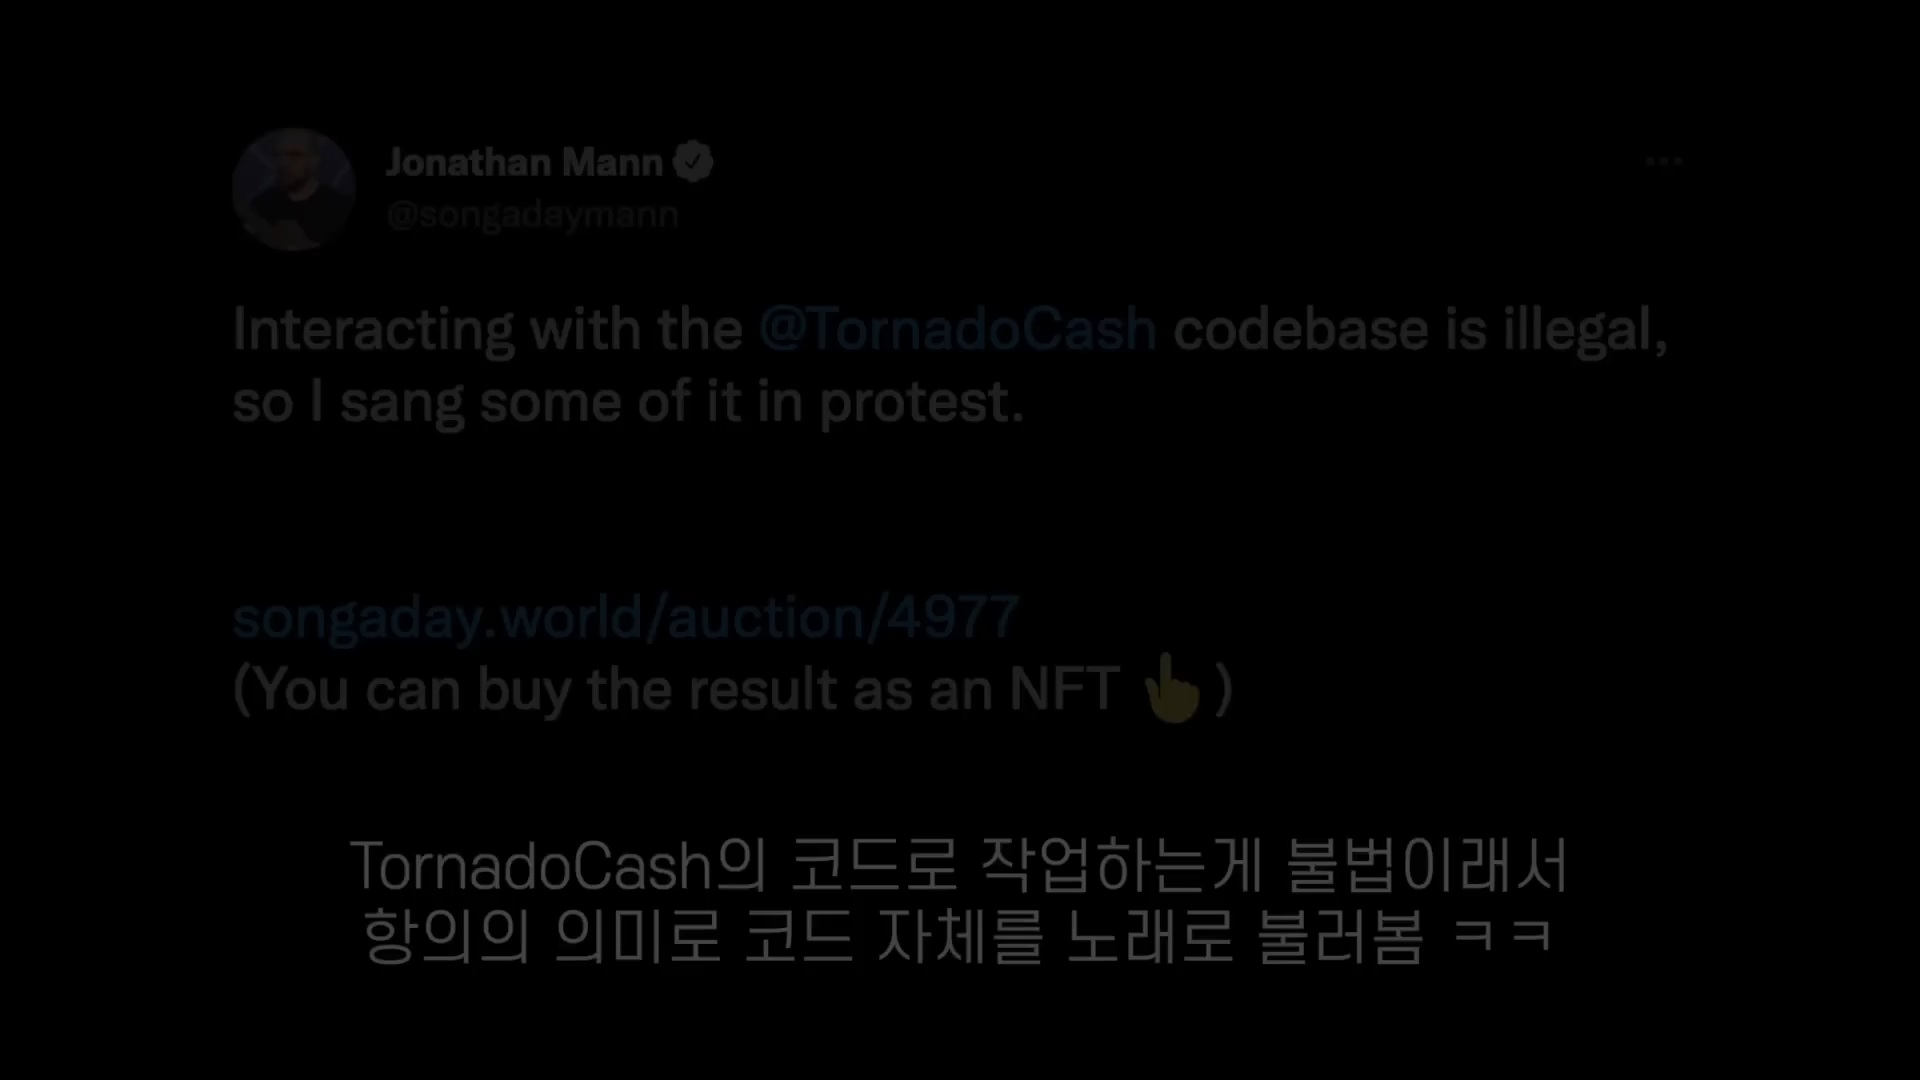 Jonathan Mann
@songadaymann
Interacting with the @TornadoCash codebase is illegal,
so I sang some of it in protest.
songaday.world/auction/4977
(You can buy the result as an NFT 👆)
TornadoCash의 코드로 작업하는게 불법이래서
항의의 의미로 코드 자체를 노래로 불러봄 ㅋㅋ